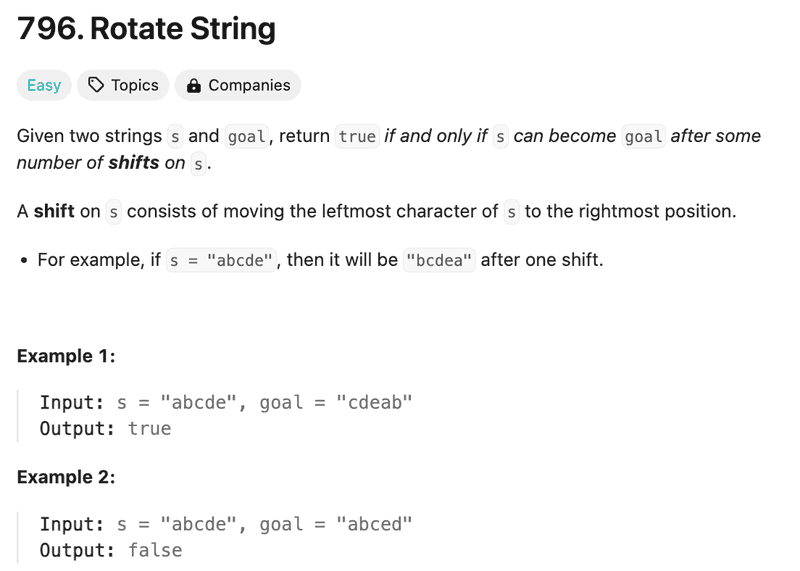 796. Rotate String
Easy Topics Companies
Given two strings s and goal, return true if and only if s can become goal after some
number of shifts on s.
A shift on s consists of moving the leftmost character of s to the rightmost position.
• For example, if s = "abcde", then it will be "bcdea" after one shift.
Example 1:
Input: s = "abcde", goal = "cdeab"
Output: true
Example 2:
Input: s = "abcde", goal = "abced"
Output: false